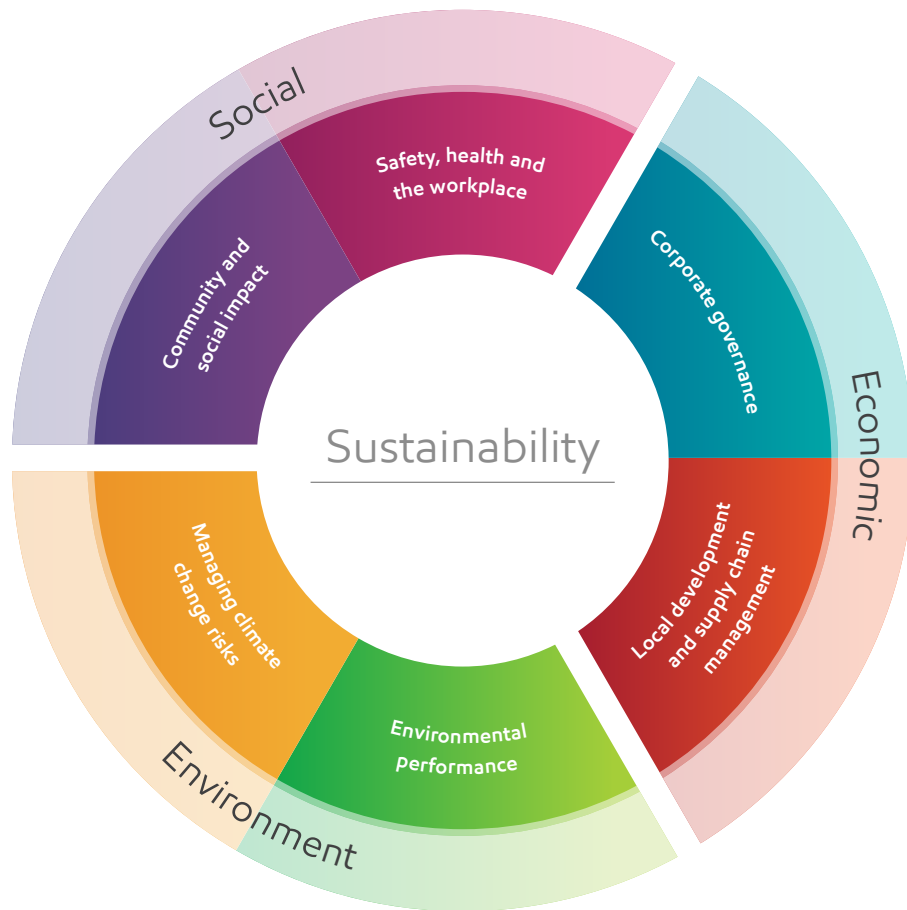 Social
Safety, health and
the workplace
Community and
social impact
Corporate governance
Economic
Sustainability
Local development
and supply chain
management
Managing climate
change risks
Environmental
performance
Environment